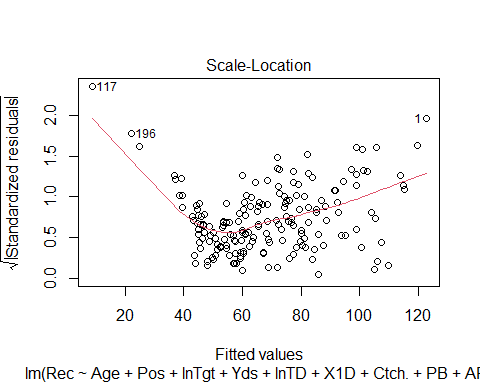 Scale-Location
√|Standardized residuals|
0.0 0.5 1.0 1.5 2.0
117
196
1
20 40 60 80 100 120
Fitted values
lm(Rec ~ Age + Pos + lnTgt + Yds + lnTD + X1D + Ctch. + PB + AP